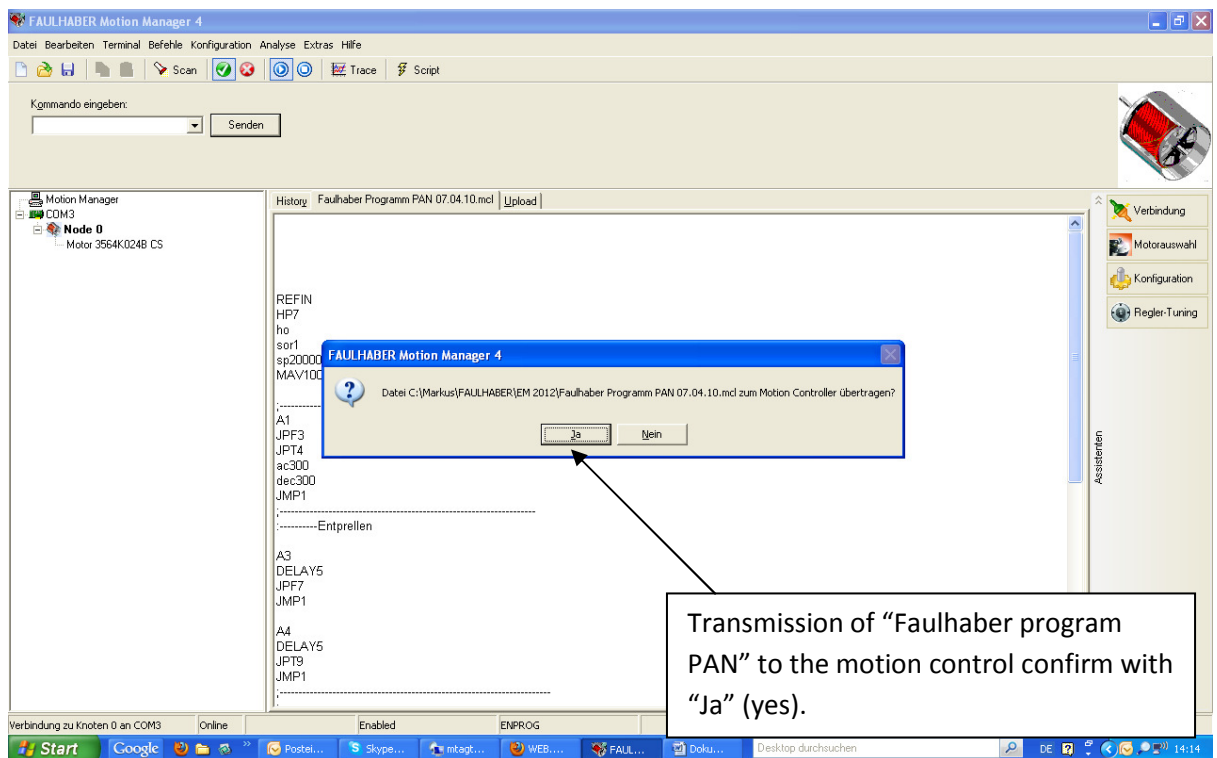 FAULHABER Motion Manager 4
Datei Bearbeiten Terminal Befehle Konfiguration Analyse Extras Hilfe
Scan Trace Script
Kommando eingeben:
Senden
Motion Manager
COM3
Node 0
Motor 3564K024B CS
History Faulhaber Programm PAN 07.04.10.mcl Upload
REFIN
HP7
ho
sor1
sp20000
MAV100
;----------
A1
JPF3
JPT4
ac300
dec300
JMP1
;--------------------------------------------------------------------
;----------Entprellen
A3
DELAY5
JPF7
JMP1
A4
DELAY5
JPT9
JMP1
;------------------------------------------------------------------------
FAULHABER Motion Manager 4
Datei C:\Markus\FAULHABER\EM 2012\Faulhaber Programm PAN 07.04.10.mcl zum Motion Controller übertragen?
Ja Nein
Verbindung
Motorauswahl
Konfiguration
Regler-Tuning
Assistenten
Transmission of “Faulhaber program
PAN” to the motion control confirm with
“Ja” (yes).
Verbindung zu Knoten 0 an COM3 Online Enabled ENPROG
Start Google » Postei... Skype... mtagt... WEB.... FAUL... Doku... Desktop durchsuchen DE 14:14